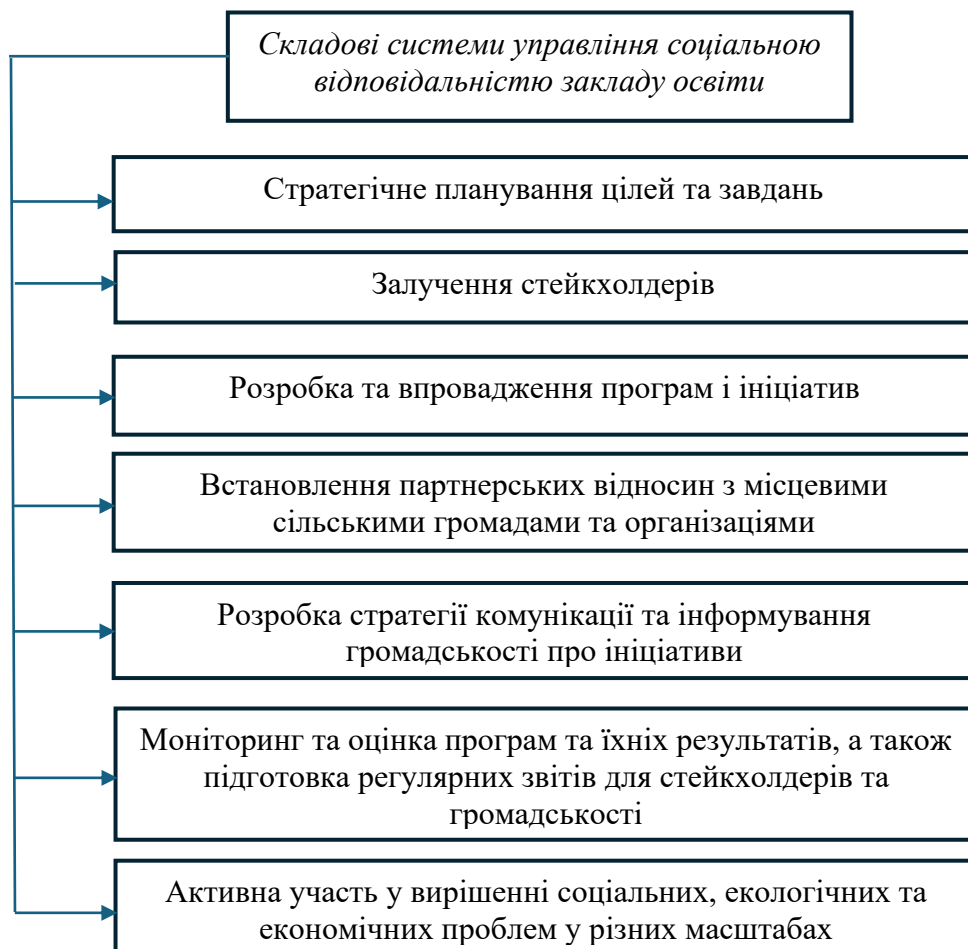 Складові системи управління соціальною
відповідальністю закладу освіти
Стратегічне планування цілей та завдань
Залучення стейкхолдерів
Розробка та впровадження програм і ініціатив
Встановлення партнерських відносин з місцевими
сільськими громадами та організаціями
Розробка стратегії комунікації та інформування
громадськості про ініціативи
Моніторинг та оцінка програм та їхніх результатів, а також
підготовка регулярних звітів для стейкхолдерів та
громадськості
Активна участь у вирішенні соціальних, екологічних та
економічних проблем у різних масштабах